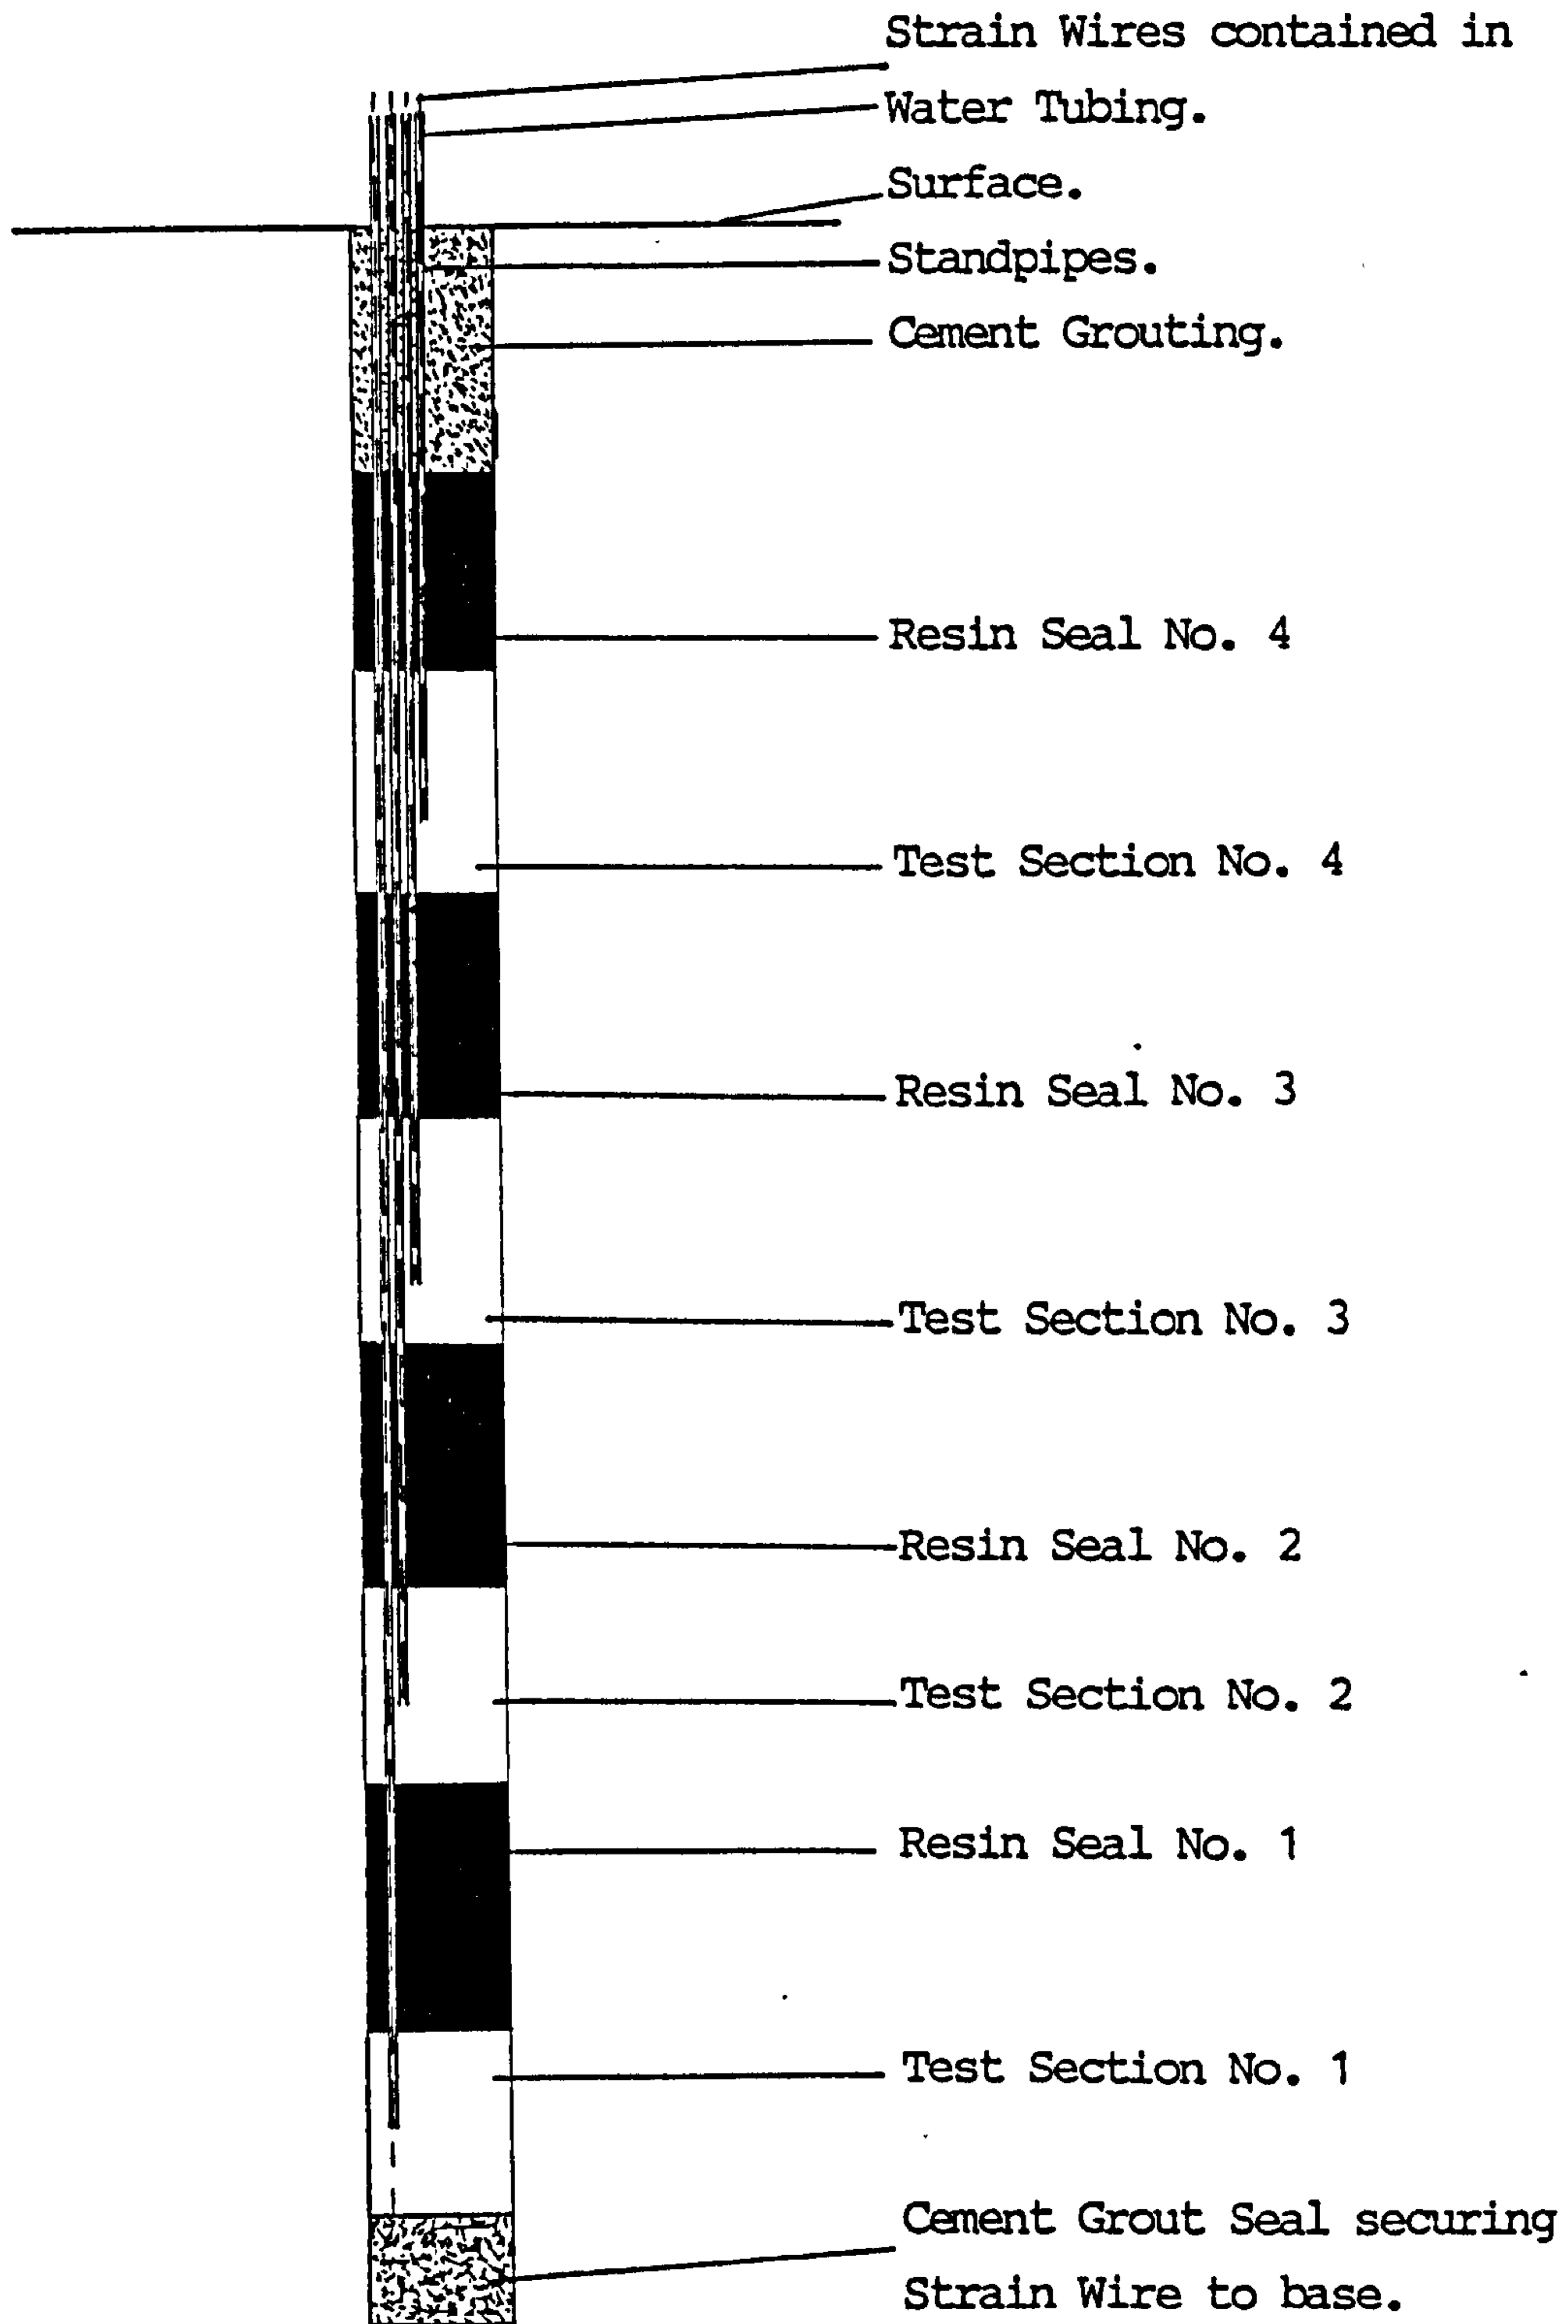 Strain Wires contained in
Water Tubing.
Surface.
Standpipes.
Cement Grouting.
Resin Seal No. 4
Test Section No. 4
Resin Seal No. 3
Test Section No. 3
Resin Seal No. 2
Test Section No. 2
Resin Seal No. 1
Test Section No. 1
Cement Grout Seal securing
Strain Wire to base.